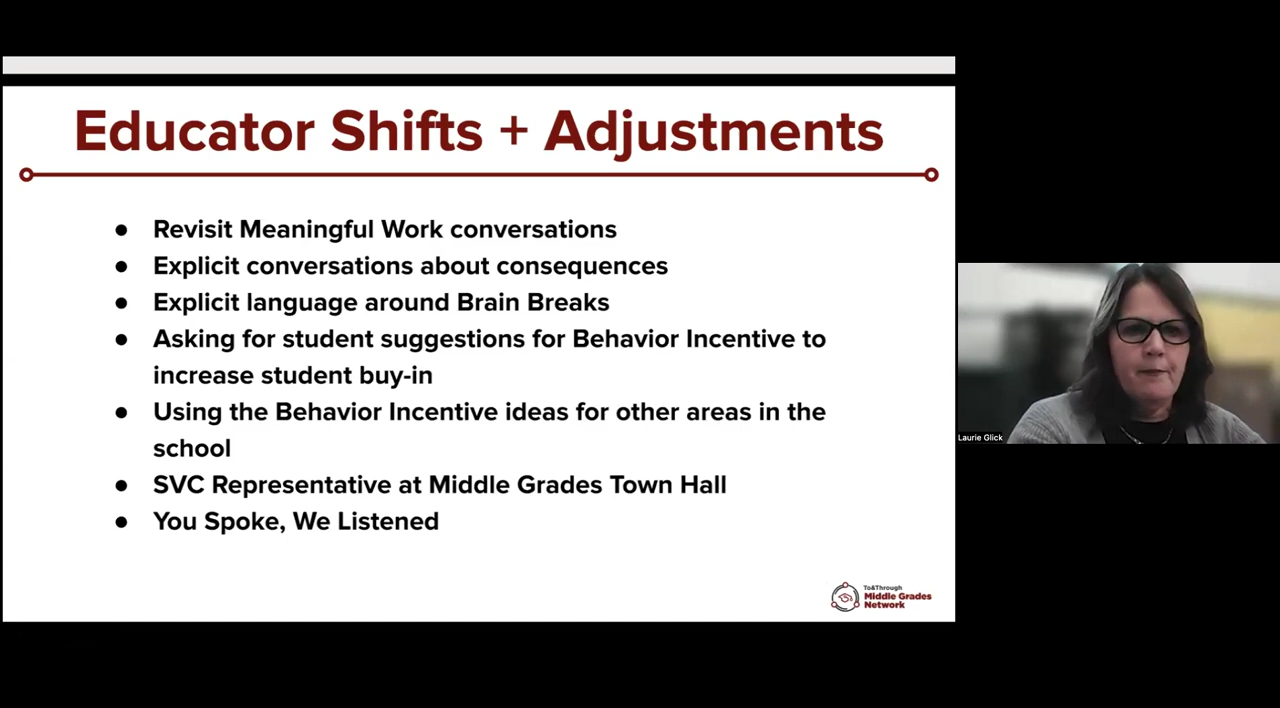 Educator Shifts + Adjustments
● Revisit Meaningful Work conversations
● Explicit conversations about consequences
● Explicit language around Brain Breaks
● Asking for student suggestions for Behavior Incentive to
increase student buy-in
● Using the Behavior Incentive ideas for other areas in the
school
● SVC Representative at Middle Grades Town Hall
● You Spoke, We Listened
To&Through
Middle Grades
Network
Laurie Glick